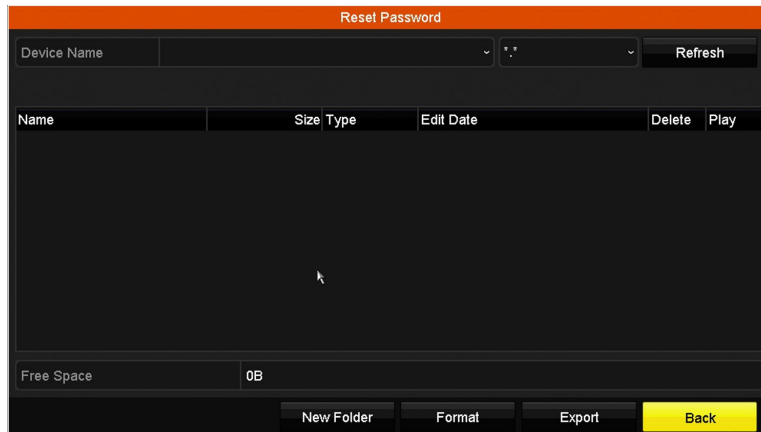 Reset Password
Device Name *.* Refresh
Name Size Type Edit Date Delete Play
Free Space 0B
New Folder Format Export Back